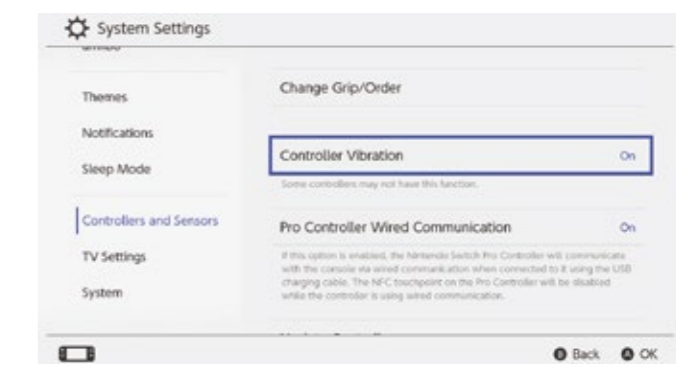 System Settings
amiibo
Themes
Notifications
Sleep Mode
Controllers and Sensors
TV Settings
System
Change Grip/Order
Controller Vibration On
Some controllers may not have this function.
Pro Controller Wired Communication On
If this option is enabled, the Nintendo Switch Pro Controller will communicate
with the console via wired communication when connected to it using the USB
charging cable. The NFC touchpoint on the Pro Controller will be disabled
while the controller is using wired communication.
B Back A OK